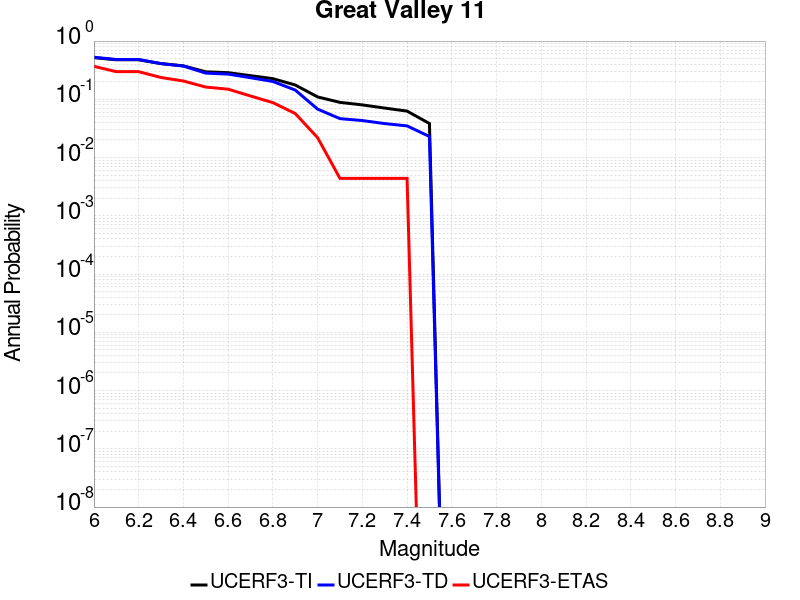 Great Valley 11
10^0
10^-1
10^-2
10^-3
10^-4
10^-5
10^-6
10^-7
10^-8
Annual Probability
6 6.2 6.4 6.6 6.8 7 7.2 7.4 7.6 7.8 8 8.2 8.4 8.6 8.8 9
Magnitude
UCERF3-TI UCERF3-TD UCERF3-ETAS